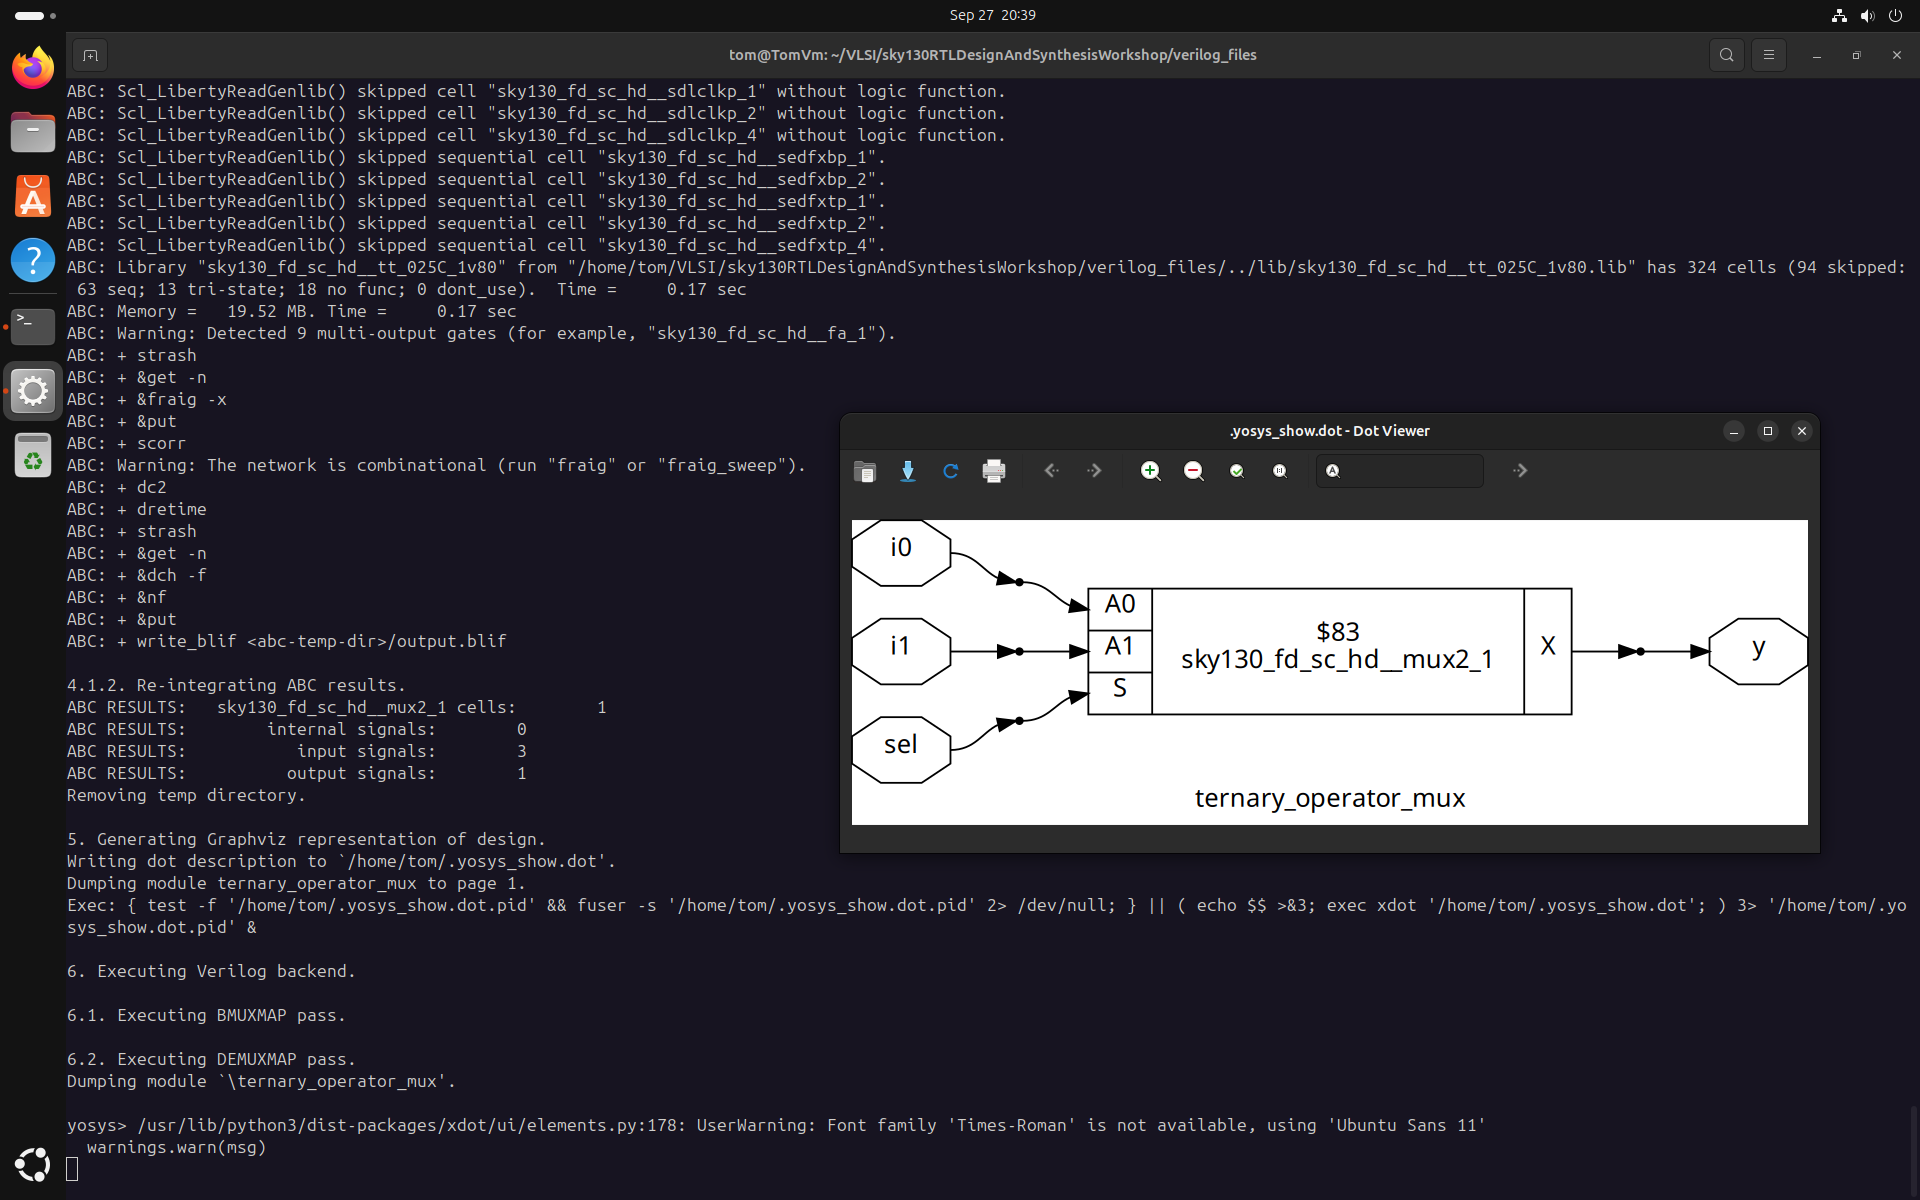 Sep 27 20:39
tom@TomVm: ~/VLSI/sky130RTLDesignAndSynthesisWorkshop/verilog_files
ABC: Scl_LibertyReadGenlib() skipped cell "sky130_fd_sc_hd__sdlclkp_1" without logic function.
ABC: Scl_LibertyReadGenlib() skipped cell "sky130_fd_sc_hd__sdlclkp_2" without logic function.
ABC: Scl_LibertyReadGenlib() skipped cell "sky130_fd_sc_hd__sdlclkp_4" without logic function.
ABC: Scl_LibertyReadGenlib() skipped sequential cell "sky130_fd_sc_hd__sedfxbp_1".
ABC: Scl_LibertyReadGenlib() skipped sequential cell "sky130_fd_sc_hd__sedfxbp_2".
ABC: Scl_LibertyReadGenlib() skipped sequential cell "sky130_fd_sc_hd__sedfxtp_1".
ABC: Scl_LibertyReadGenlib() skipped sequential cell "sky130_fd_sc_hd__sedfxtp_2".
ABC: Scl_LibertyReadGenlib() skipped sequential cell "sky130_fd_sc_hd__sedfxtp_4".
ABC: Library "sky130_fd_sc_hd__tt_025C_1v80" from "/home/tom/VLSI/sky130RTLDesignAndSynthesisWorkshop/verilog_files/../lib/sky130_fd_sc_hd__tt_025C_1v80.lib" has 324 cells (94 skipped:
63 seq; 13 tri-state; 18 no func; 0 dont_use).  Time =     0.17 sec
ABC: Memory =   19.52 MB. Time =     0.17 sec
ABC: Warning: Detected 9 multi-output gates (for example, "sky130_fd_sc_hd__fa_1").
ABC: + strash
ABC: + &get -n
ABC: + &fraig -x
ABC: + &put
ABC: + scorr
ABC: Warning: The network is combinational (run "fraig" or "fraig_sweep").
ABC: + dc2
ABC: + dretime
ABC: + strash
ABC: + &get -n
ABC: + &dch -f
ABC: + &nf
ABC: + &put
ABC: + write_blif <abc-temp-dir>/output.blif
4.1.2. Re-integrating ABC results.
ABC RESULTS:   sky130_fd_sc_hd__mux2_1 cells:        1
ABC RESULTS:        internal signals:        0
ABC RESULTS:           input signals:        3
ABC RESULTS:          output signals:        1
Removing temp directory.
5. Generating Graphviz representation of design.
Writing dot description to `/home/tom/.yosys_show.dot'.
Dumping module ternary_operator_mux to page 1.
Exec: { test -f '/home/tom/.yosys_show.dot.pid' && fuser -s '/home/tom/.yosys_show.dot.pid' 2> /dev/null; } || ( echo $$ >&3; exec xdot '/home/tom/.yosys_show.dot'; ) 3> '/home/tom/.yo
sys_show.dot.pid' &
6. Executing Verilog backend.
6.1. Executing BMUXMAP pass.
6.2. Executing DEMUXMAP pass.
Dumping module `\ternary_operator_mux'.
yosys> /usr/lib/python3/dist-packages/xdot/ui/elements.py:178: UserWarning: Font family 'Times-Roman' is not available, using 'Ubuntu Sans 11'
warnings.warn(msg)
.yosys_show.dot - Dot Viewer
i0
i1
sel
A0
A1
S
$83
sky130_fd_sc_hd__mux2_1
X
y
ternary_operator_mux